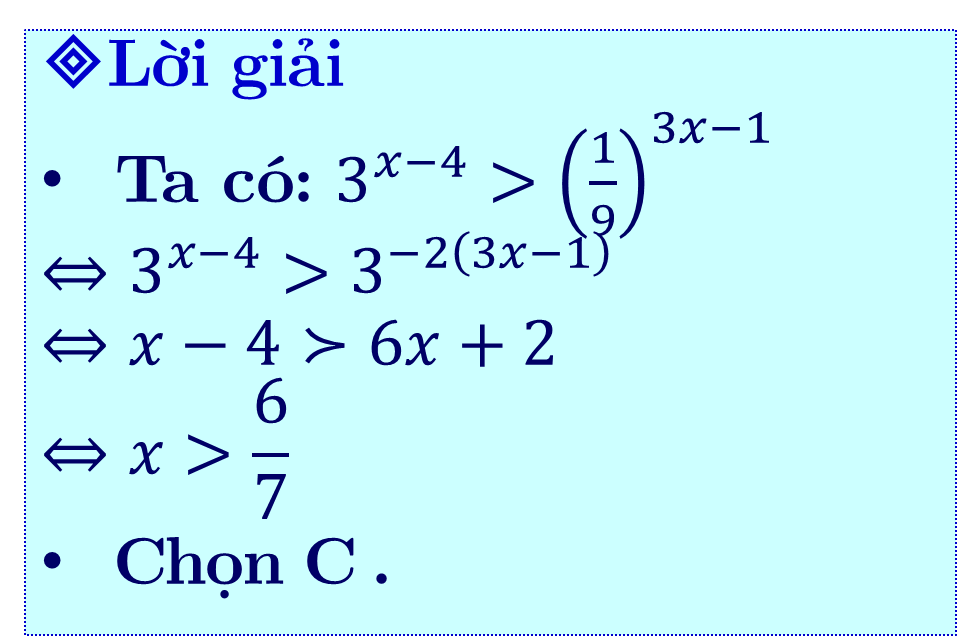 Lời giải
• Ta có: 3^{x−4} > (1/9)^{3x−1}
⇔ 3^{x−4} > 3^{−2(3x−1)}
⇔ x − 4 ≻ 6x + 2
⇔ x > 6/7
• Chọn C .